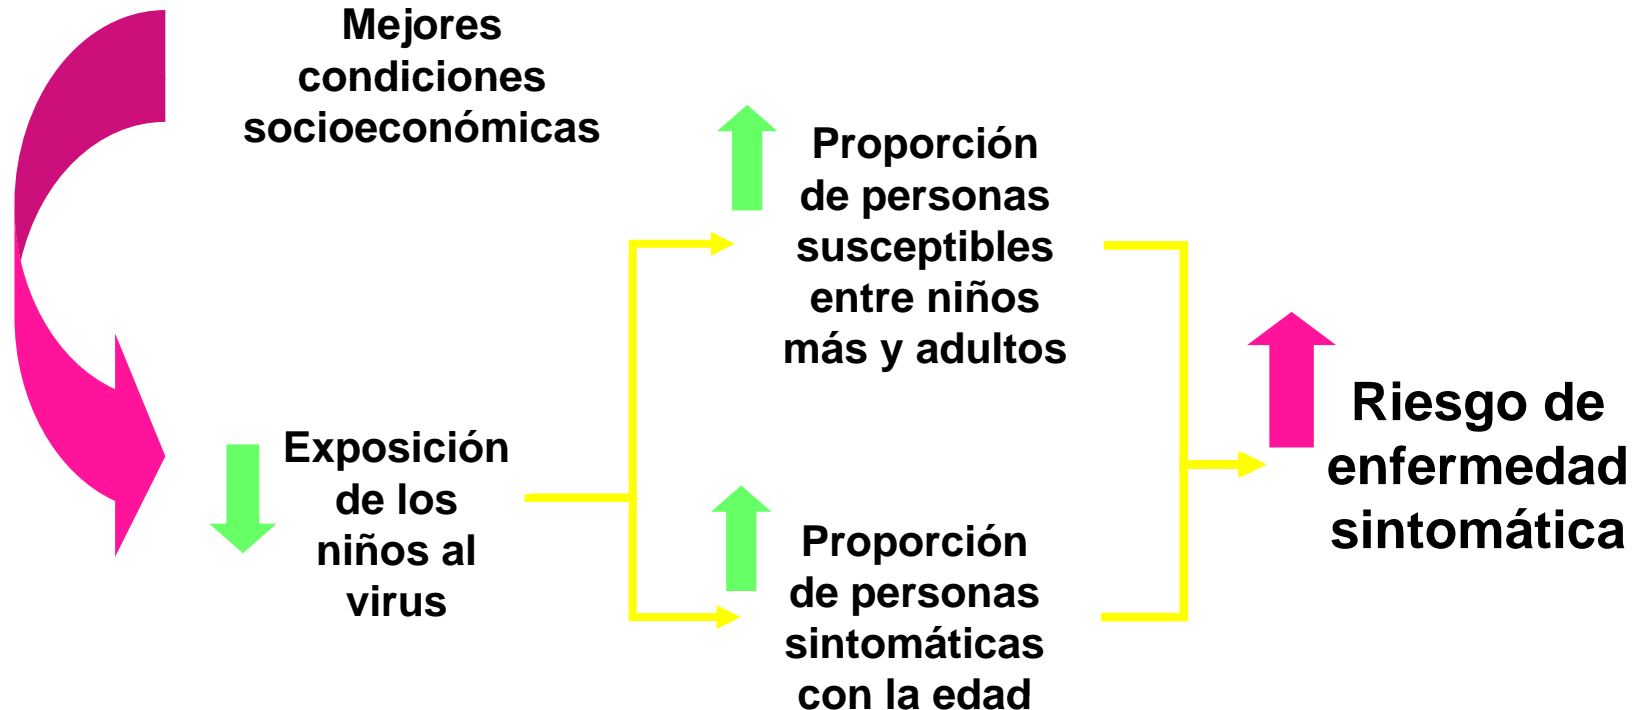 Mejores
condiciones
socioeconómicas
Exposición
de los
niños al
virus
Proporción
de personas
susceptibles
entre niños
más y adultos
Proporción
de personas
sintomáticas
con la edad
Riesgo de
enfermedad
sintomática